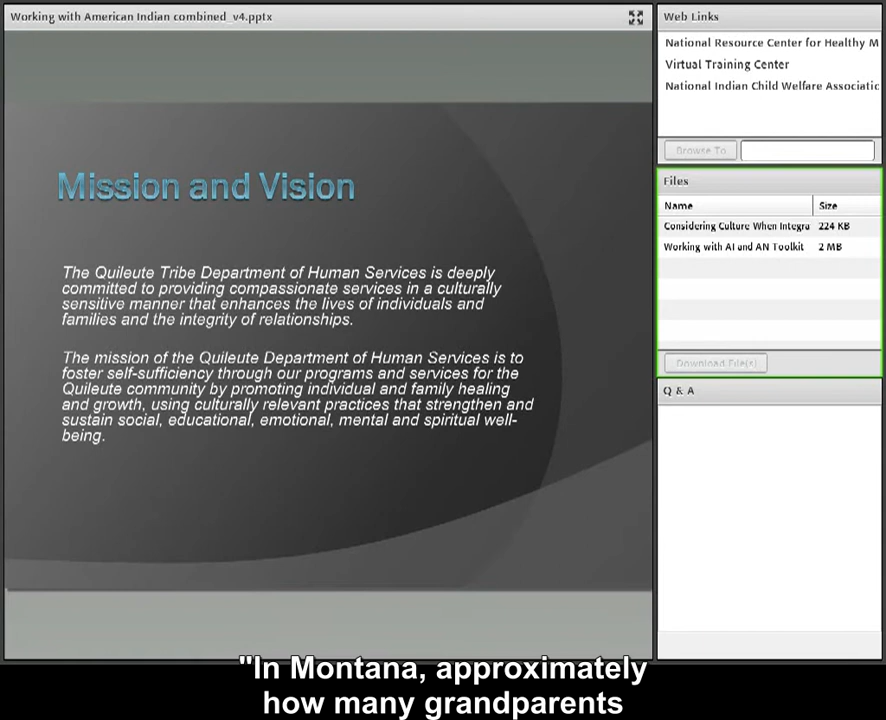 Working with American Indian combined_v4.pptx
Mission and Vision
The Quileute Tribe Department of Human Services is deeply
committed to providing compassionate services in a culturally
sensitive manner that enhances the lives of individuals and
families and the integrity of relationships.
The mission of the Quileute Department of Human Services is to
foster self-sufficiency through our programs and services for the
Quileute community by promoting individual and family healing
and growth, using culturally relevant practices that strengthen and
sustain social, educational, emotional, mental and spiritual well-
being.
Web Links
National Resource Center for Healthy M
Virtual Training Center
National Indian Child Welfare Associatic
Browse To
Files
Name Size
Considering Culture When Integra 224 KB
Working with AI and AN Toolkit 2 MB
Download File(s)
Q & A
"In Montana, approximately
how many grandparents